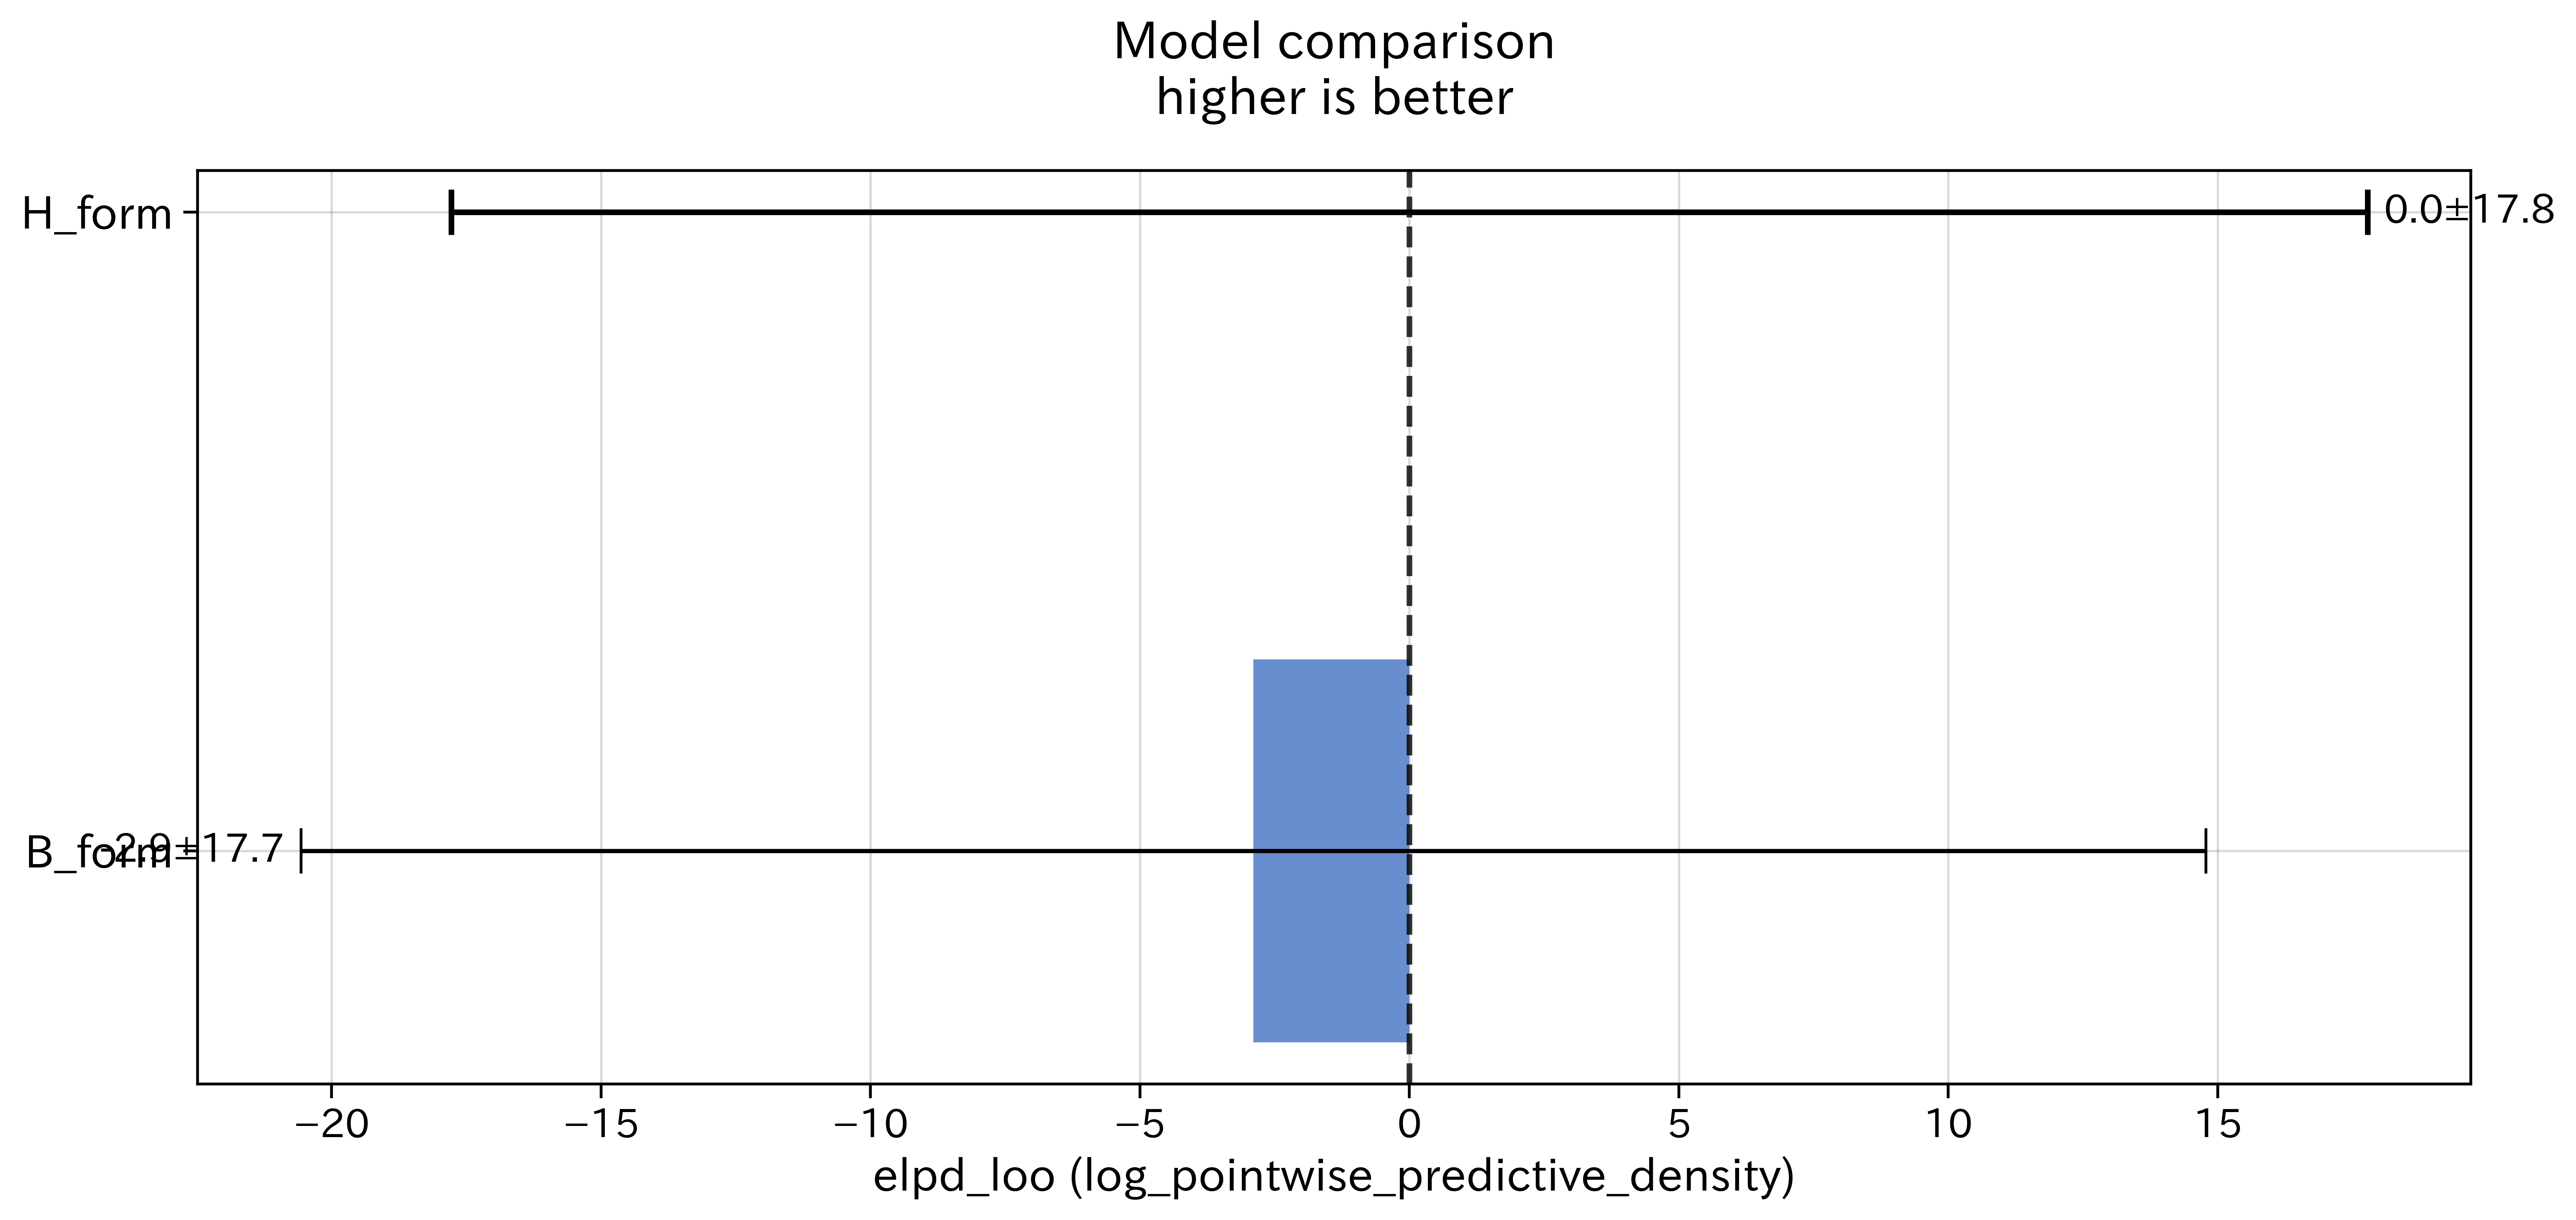 Model comparison
higher is better
H_form
0.0±17.8
B_form
-2.9±17.7
−20
−15
−10
−5
0
5
10
15
elpd_loo (log_pointwise_predictive_density)